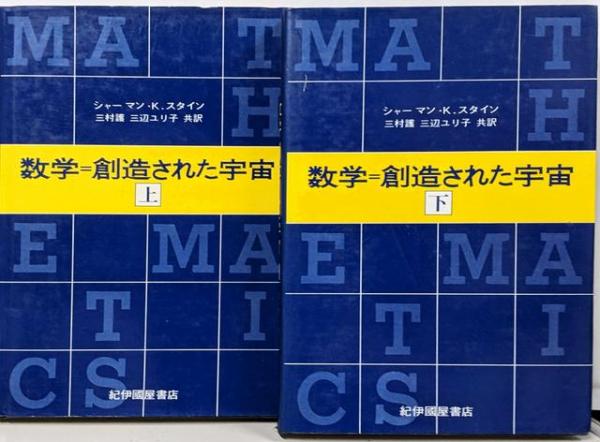 MA T
H
シャーマン・K.スタイン
三村護 三辺ユリ子 共訳
数学=創造された宇宙
上
E MA
T I
CS
紀伊國屋書店
MA T
H
シャーマン・K.スタイン
三村護 三辺ユリ子 共訳
数学=創造された宇宙
下
E MA
T I
CS
紀伊國屋書店